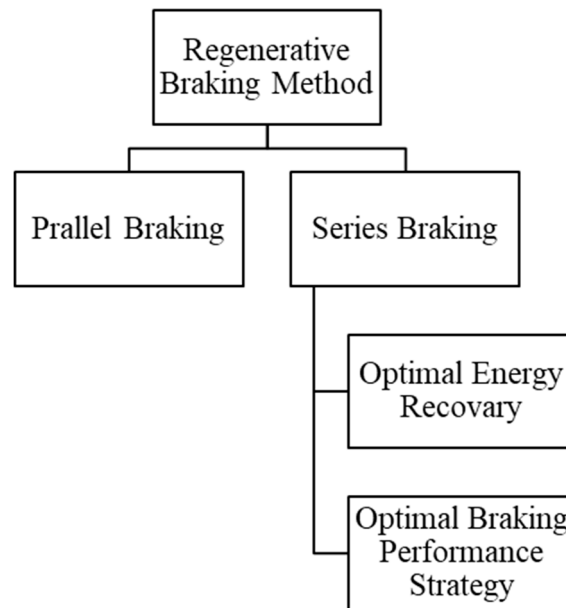 Regenerative
Braking Method
Prallel Braking
Series Braking
Optimal Energy
Recovary
Optimal Braking
Performance
Strategy